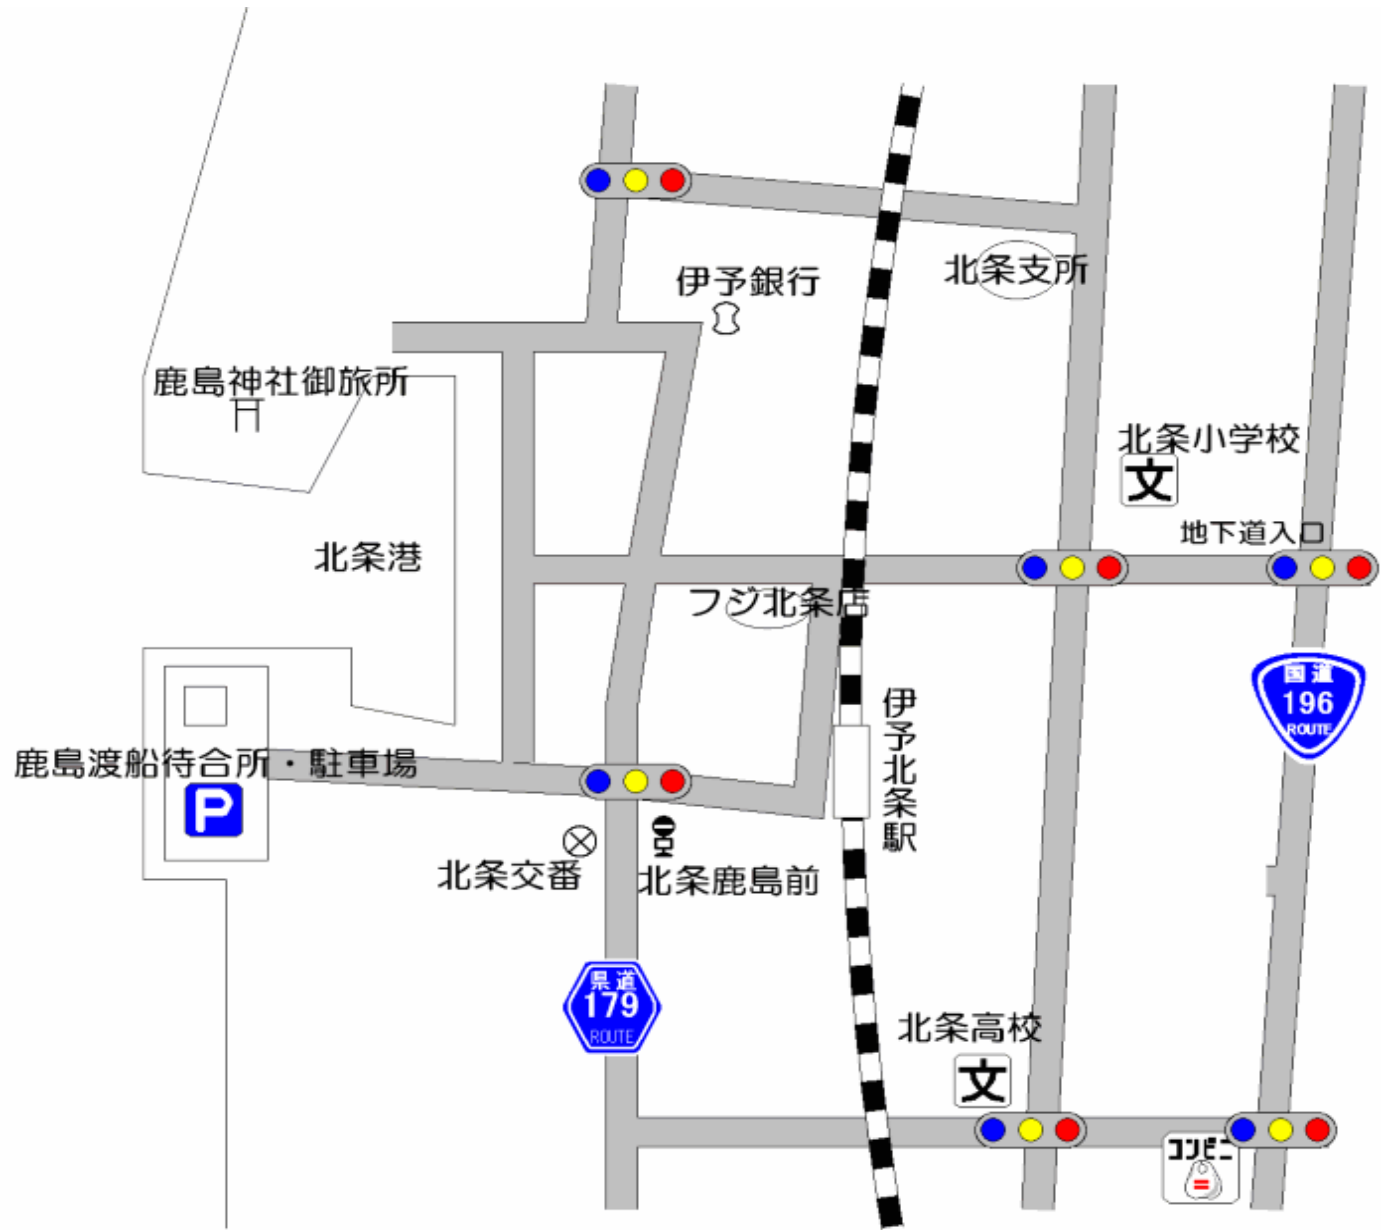 北条支所
伊予銀行
鹿島神社御旅所
北条小学校
文
地下道入口
北条港
フジ北条店
国道
196
ROUTE
伊予北条駅
鹿島渡船待合所・駐車場
P
北条交番
北条鹿島前
県道
179
ROUTE
北条高校
文
コンビニ